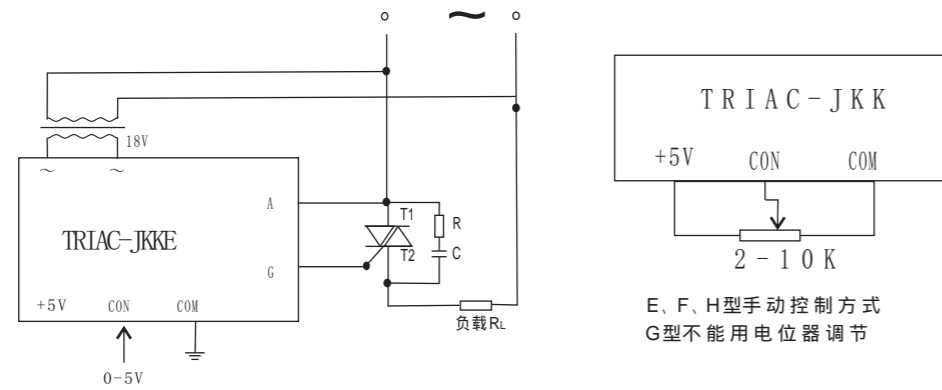 ～
18V
～ ～
TRIAC-JKKE
A
G
+5V CON COM
0-5V
T1
T2
R
C
负载RL
TRIAC-JKK
+5V CON COM
2-10K
E、F、H型手动控制方式
G型不能用电位器调节